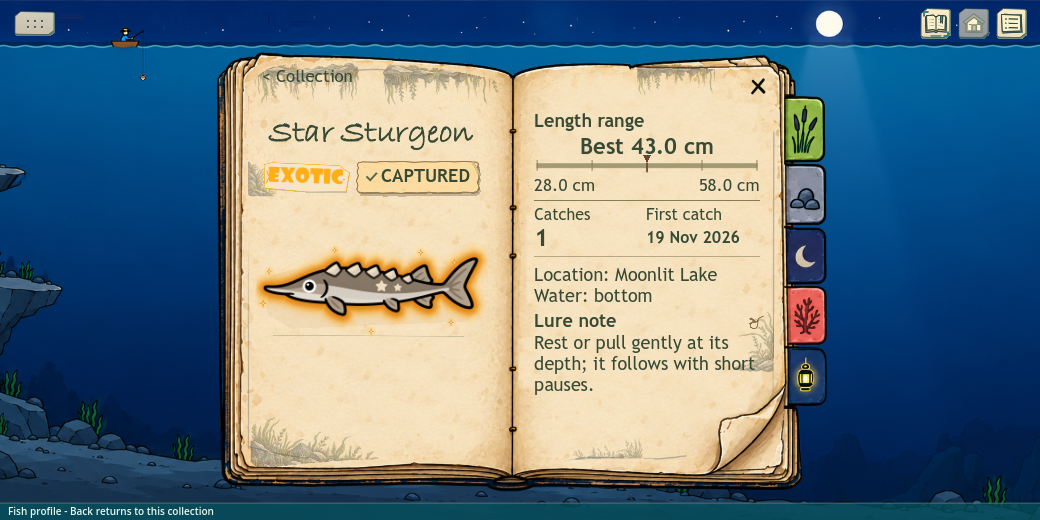 < Collection
Star Sturgeon
EXOTIC
✓ CAPTURED
Length range
Best 43.0 cm
28.0 cm 58.0 cm
Catches First catch
1 19 Nov 2026
Location: Moonlit Lake
Water: bottom
Lure note
Rest or pull gently at its
depth; it follows with short
pauses.
Fish profile - Back returns to this collection